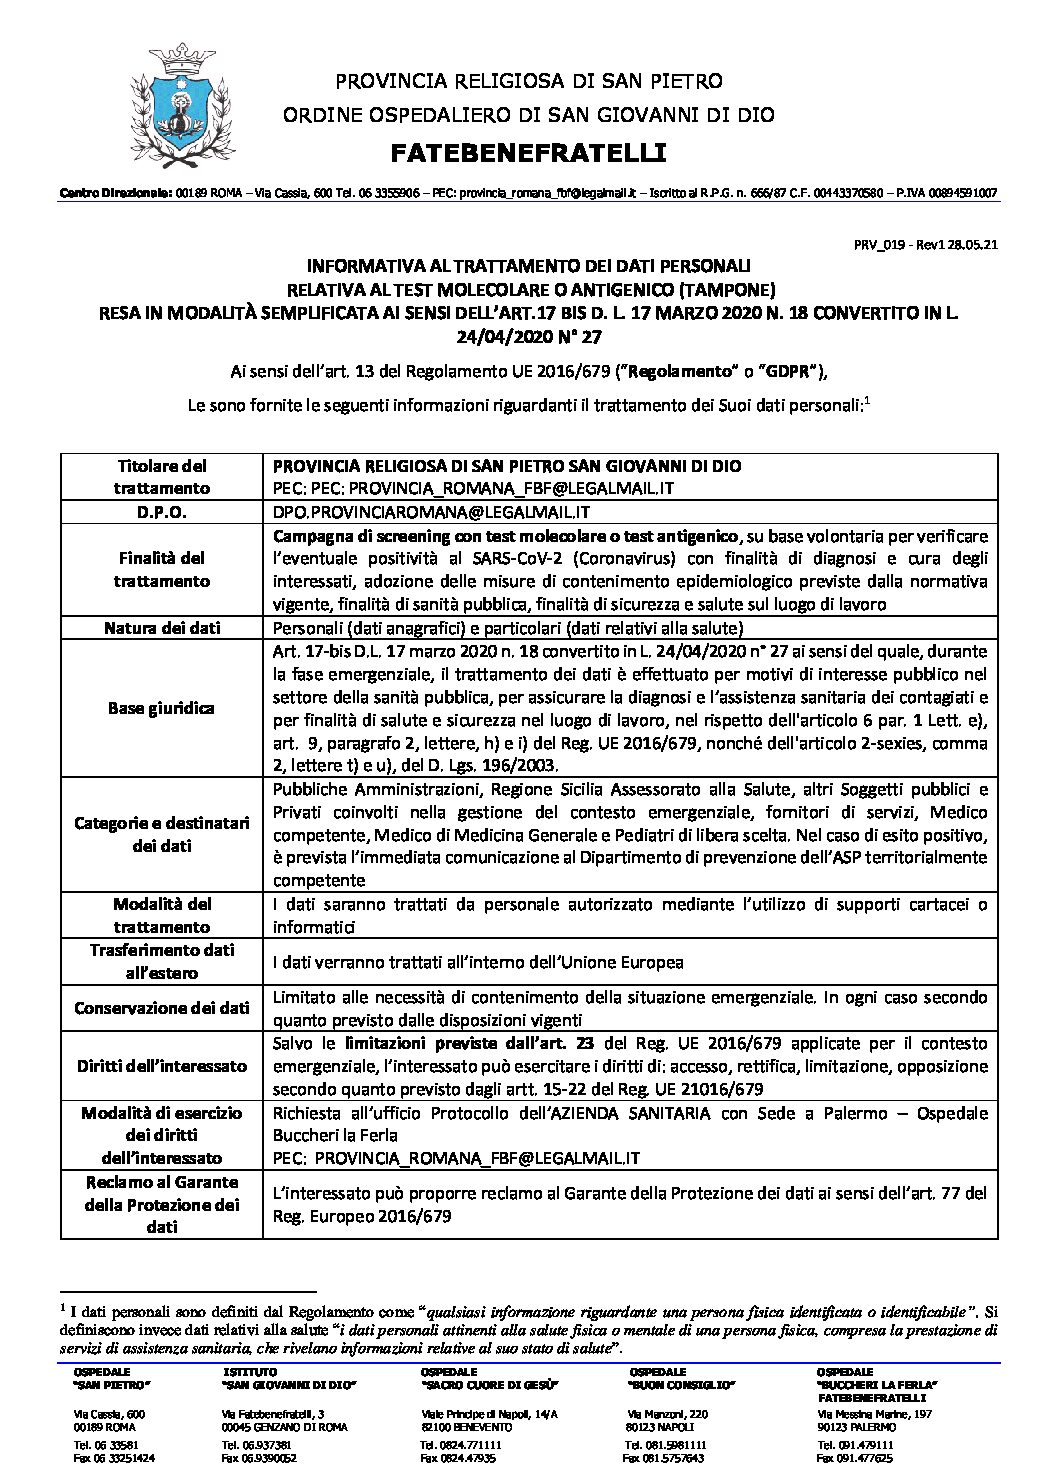 PROVINCIA RELIGIOSA DI SAN PIETRO
ORDINE OSPEDALIERO DI SAN GIOVANNI DI DIO
FATEBENEFRATELLI
Centro Direzionale: 00189 ROMA – Via Cassia, 600 Tel. 06 3355906 – PEC: provincia_romana_fbf@legalmail.it – Iscritto al R.P.G. n. 666/87 C.F. 00443370580 – P.IVA 00894591007
PRV_019 - Rev1 28.05.21
INFORMATIVA AL TRATTAMENTO DEI DATI PERSONALI
RELATIVA AL TEST MOLECOLARE O ANTIGENICO (TAMPONE)
RESA IN MODALITÀ SEMPLIFICATA AI SENSI DELL’ART.17 BIS D. L. 17 MARZO 2020 N. 18 CONVERTITO IN L.
24/04/2020 N° 27
Ai sensi dell’art. 13 del Regolamento UE 2016/679 (“Regolamento” o “GDPR”),
Le sono fornite le seguenti informazioni riguardanti il trattamento dei Suoi dati personali:1
Titolare del
trattamento
PROVINCIA RELIGIOSA DI SAN PIETRO SAN GIOVANNI DI DIO
PEC: PEC: PROVINCIA_ROMANA_FBF@LEGALMAIL.IT
D.P.O.
DPO.PROVINCIAROMANA@LEGALMAIL.IT
Finalità del
trattamento
Campagna di screening con test molecolare o test antigenico, su base volontaria per verificare
l’eventuale positività al SARS-CoV-2 (Coronavirus) con finalità di diagnosi e cura degli
interessati, adozione delle misure di contenimento epidemiologico previste dalla normativa
vigente, finalità di sanità pubblica, finalità di sicurezza e salute sul luogo di lavoro
Natura dei dati
Personali (dati anagrafici) e particolari (dati relativi alla salute)
Base giuridica
Art. 17-bis D.L. 17 marzo 2020 n. 18 convertito in L. 24/04/2020 n° 27 ai sensi del quale, durante
la fase emergenziale, il trattamento dei dati è effettuato per motivi di interesse pubblico nel
settore della sanità pubblica, per assicurare la diagnosi e l’assistenza sanitaria dei contagiati e
per finalità di salute e sicurezza nel luogo di lavoro, nel rispetto dell'articolo 6 par. 1 Lett. e),
art. 9, paragrafo 2, lettere, h) e i) del Reg. UE 2016/679, nonché dell'articolo 2-sexies, comma
2, lettere t) e u), del D. Lgs. 196/2003.
Categorie e destinatari
dei dati
Pubbliche Amministrazioni, Regione Sicilia Assessorato alla Salute, altri Soggetti pubblici e
Privati coinvolti nella gestione del contesto emergenziale, fornitori di servizi, Medico
competente, Medico di Medicina Generale e Pediatri di libera scelta. Nel caso di esito positivo,
è prevista l’immediata comunicazione al Dipartimento di prevenzione dell’ASP territorialmente
competente
Modalità del
trattamento
I dati saranno trattati da personale autorizzato mediante l’utilizzo di supporti cartacei o
informatici
Trasferimento dati
all’estero
I dati verranno trattati all’interno dell’Unione Europea
Conservazione dei dati
Limitato alle necessità di contenimento della situazione emergenziale. In ogni caso secondo
quanto previsto dalle disposizioni vigenti
Diritti dell’interessato
Salvo le limitazioni previste dall’art. 23 del Reg. UE 2016/679 applicate per il contesto
emergenziale, l’interessato può esercitare i diritti di: accesso, rettifica, limitazione, opposizione
secondo quanto previsto dagli artt. 15-22 del Reg. UE 21016/679
Modalità di esercizio
dei diritti
dell’interessato
Richiesta all’ufficio Protocollo dell’AZIENDA SANITARIA con Sede a Palermo – Ospedale
Buccheri la Ferla
PEC: PROVINCIA_ROMANA_FBF@LEGALMAIL.IT
Reclamo al Garante
della Protezione dei
dati
L’interessato può proporre reclamo al Garante della Protezione dei dati ai sensi dell’art. 77 del
Reg. Europeo 2016/679
1 I dati personali sono definiti dal Regolamento come “qualsiasi informazione riguardante una persona fisica identificata o identificabile”. Si
definiscono invece dati relativi alla salute “i dati personali attinenti alla salute fisica o mentale di una persona fisica, compresa la prestazione di
servizi di assistenza sanitaria, che rivelano informazioni relative al suo stato di salute”.
OSPEDALE
“SAN PIETRO”
Via Cassia, 600
00189 ROMA
Tel. 06 33581
Fax 06 33251424
ISTITUTO
“SAN GIOVANNI DI DIO”
Via Fatebenefratelli, 3
00045 GENZANO DI ROMA
Tel. 06.937381
Fax 06.9390052
OSPEDALE
“SACRO CUORE DI GESÙ”
Viale Principe di Napoli, 14/A
82100 BENEVENTO
Tel. 0824.771111
Fax 0824.47935
OSPEDALE
“BUON CONSIGLIO”
Via Manzoni, 220
80123 NAPOLI
Tel. 081.5981111
Fax 081.5757643
OSPEDALE
“BUCCHERI LA FERLA”
FATEBENEFRATELLI
Via Messina Marine, 197
90123 PALERMO
Tel. 091.479111
Fax 091.477625